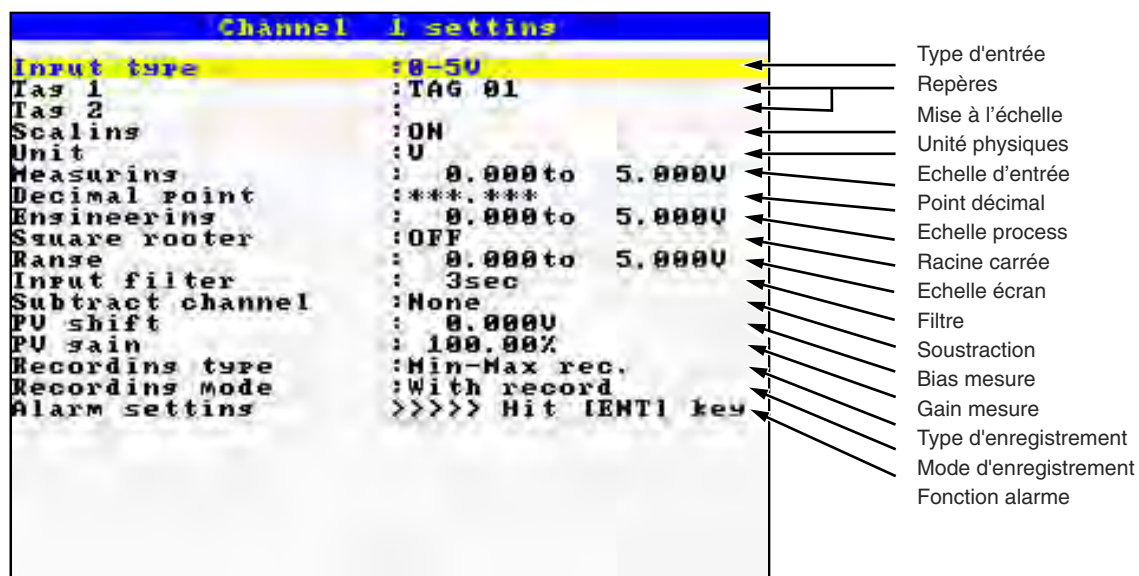 Channel 1 setting
Input type :0-5V
Tag 1 :TAG 01
Tag 2 :
Scaling :ON
Unit :V
Measuring : 0.000to 5.000V
Decimal point :***.***
Engineering : 0.000to 5.000V
Square rooter :OFF
Range : 0.000to 5.000V
Input filter : 3sec
Subtract channel :None
PV shift : 0.000V
PV gain : 100.00%
Recording type :Min-Max rec.
Recording mode :With record
Alarm setting >>>>> Hit [ENT] key
Type d'entrée
Repères
Mise à l'échelle
Unité physiques
Echelle d'entrée
Point décimal
Echelle process
Racine carrée
Echelle écran
Filtre
Soustraction
Bias mesure
Gain mesure
Type d'enregistrement
Mode d'enregistrement
Fonction alarme